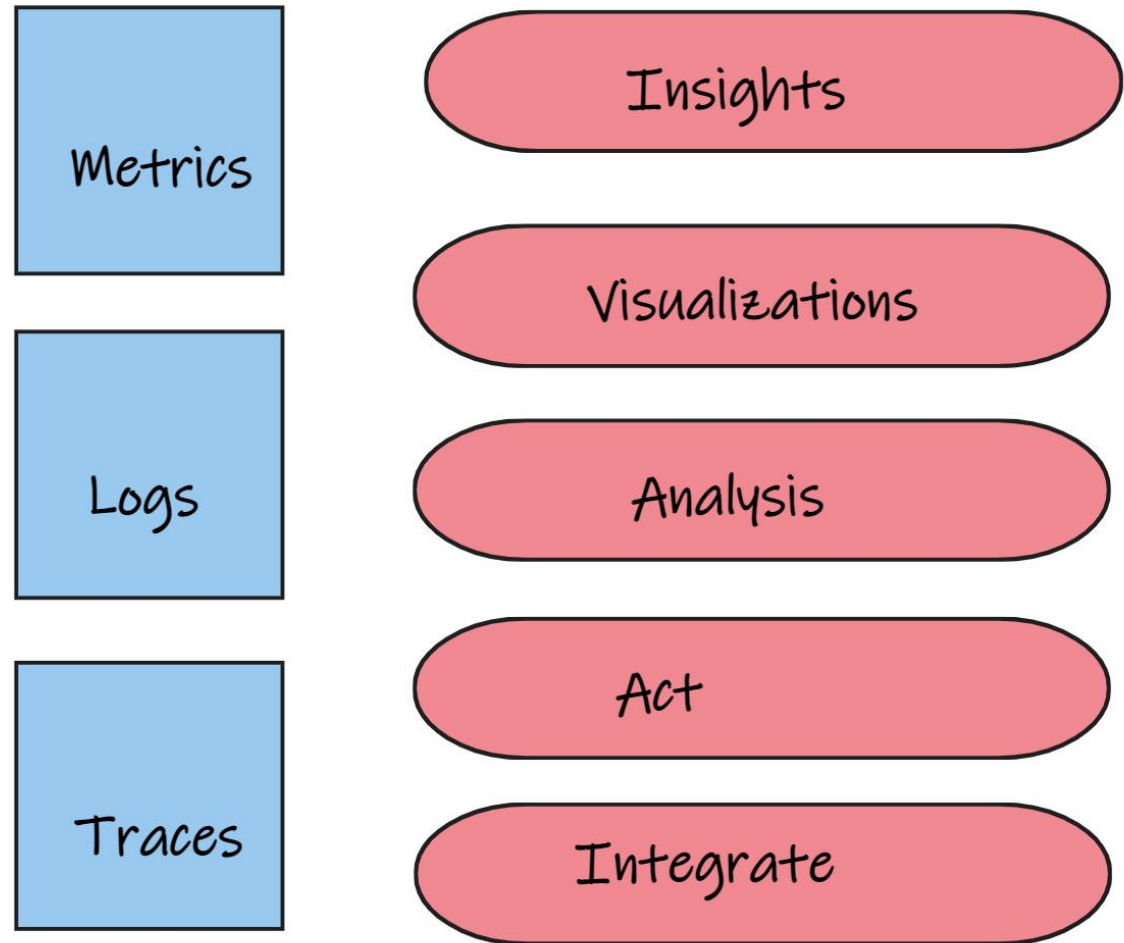 Metrics
Logs
Traces
Insights
Visualizations
Analysis
Act
Integrate